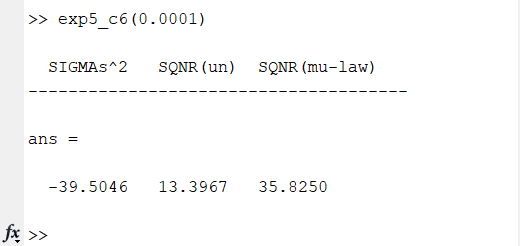 >> exp5_c6(0.0001)
SIGMAs^2 SQNR(un) SQNR(mu-law)
---------------------------------------
ans =
-39.5046 13.3967 35.8250
fx >>